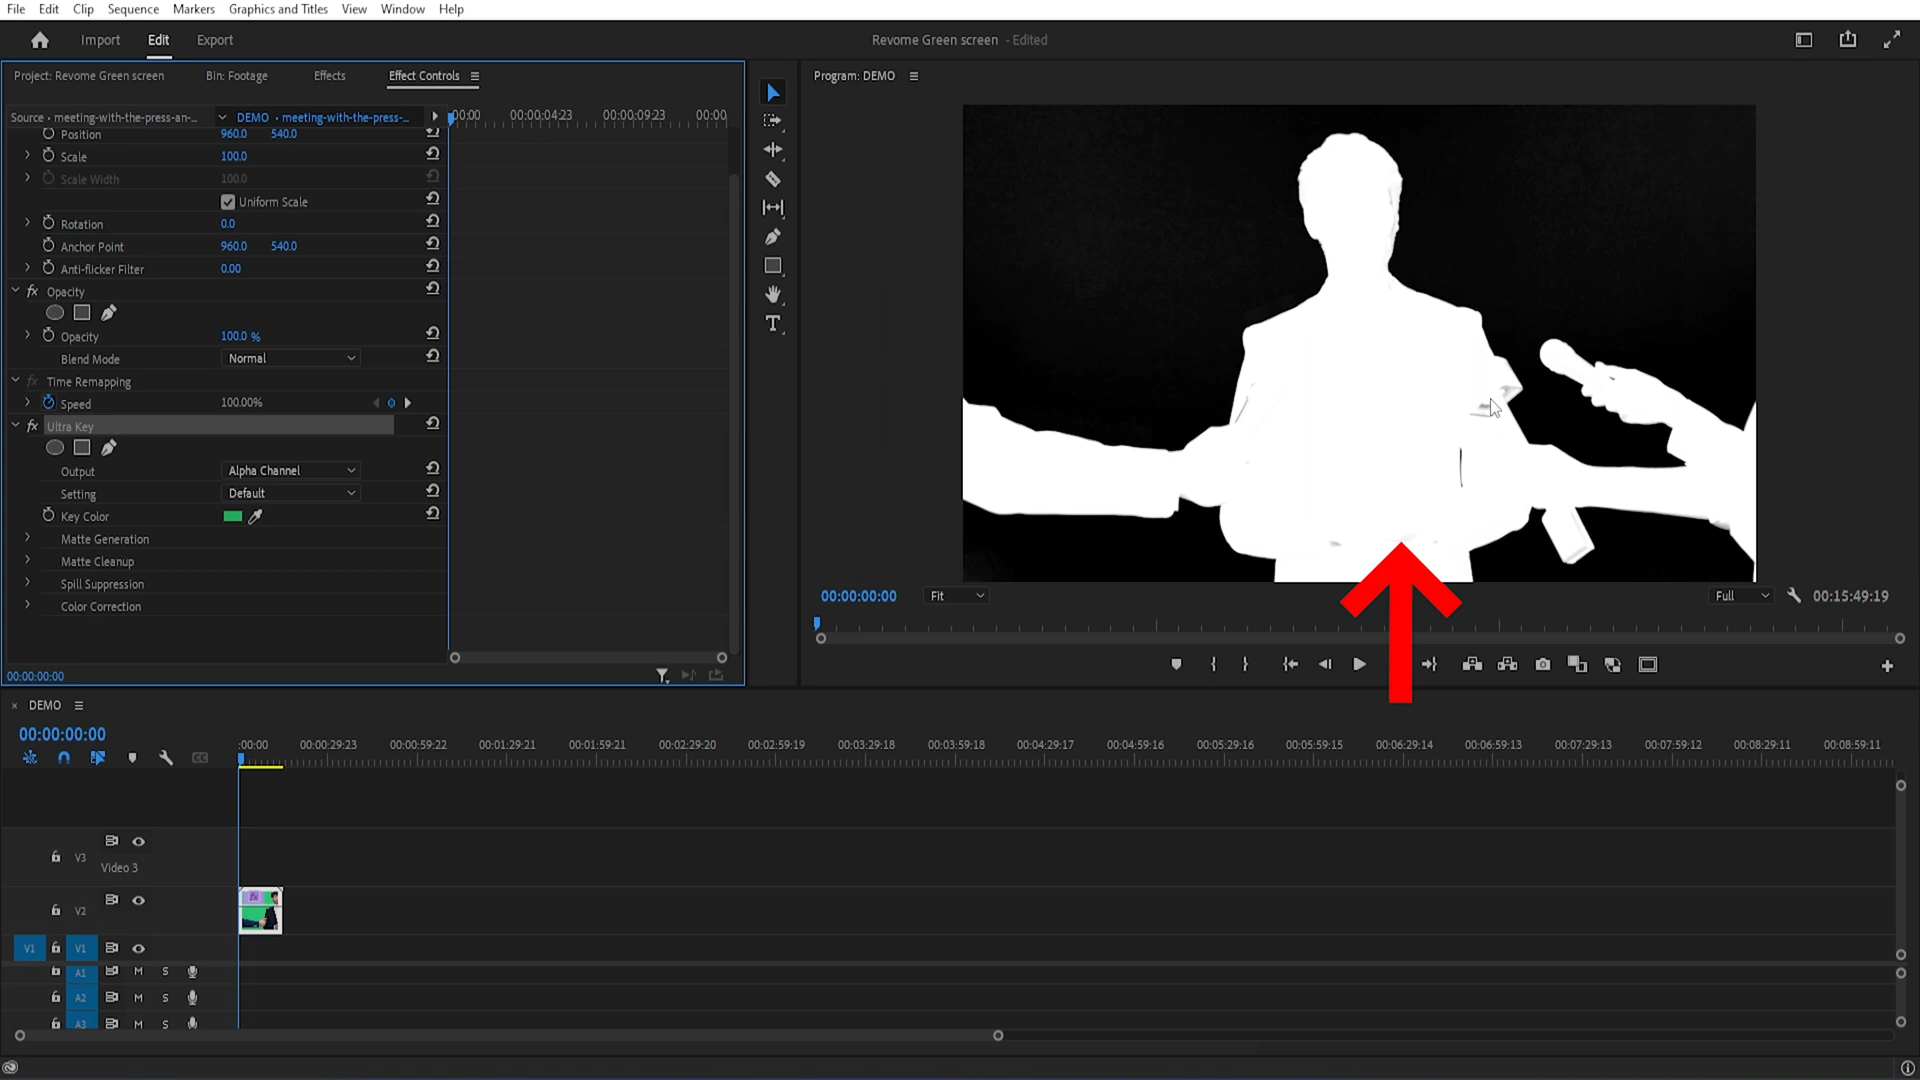 File Edit Clip Sequence Markers Graphics and Titles View Window Help
Import Edit Export
Revome Green screen - Edited
Project: Revome Green screen Bin: Footage Effects Effect Controls
Program: DEMO
Source • meeting-with-the-press-an-... DEMO • meeting-with-the-press-...
00:00 00:00:04:23 00:00:09:23 00:00
Position 960.0 540.0
Scale 100.0
Scale Width 100.0
Uniform Scale
Rotation 0.0
Anchor Point 960.0 540.0
Anti-flicker Filter 0.00
fx Opacity
Opacity 100.0 %
Blend Mode Normal
fx Time Remapping
Speed 100.00%
fx Ultra Key
Output Alpha Channel
Setting Default
Key Color
Matte Generation
Matte Cleanup
Spill Suppression
Color Correction
00:00:00:00
00:00:00:00 Fit Full 00:15:49:19
DEMO
00:00:00:00
:00:00 00:00:29:23 00:00:59:22 00:01:29:21 00:01:59:21 00:02:29:20 00:02:59:19 00:03:29:18 00:03:59:18 00:04:29:17 00:04:59:16 00:05:29:16 00:05:59:15 00:06:29:14 00:06:59:13 00:07:29:13 00:07:59:12 00:08:29:11 00:08:59:11
V3
Video 3
V2
V1 V1
A1 M S
A2 M S
A3 M S